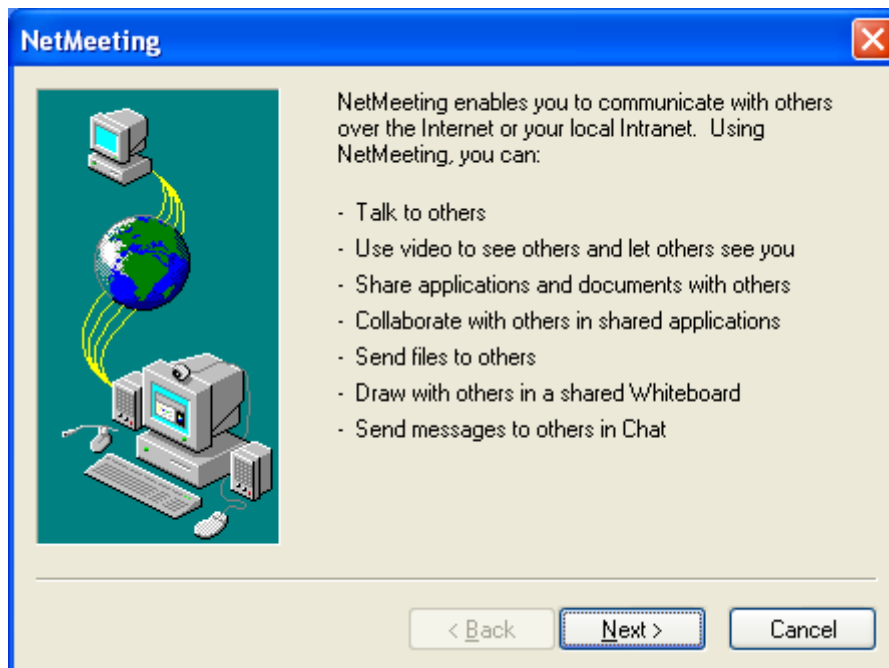 NetMeeting
NetMeeting enables you to communicate with others
over the Internet or your local Intranet.  Using
NetMeeting, you can:
- Talk to others
- Use video to see others and let others see you
- Share applications and documents with others
- Collaborate with others in shared applications
- Send files to others
- Draw with others in a shared Whiteboard
- Send messages to others in Chat
< Back
Next >
Cancel